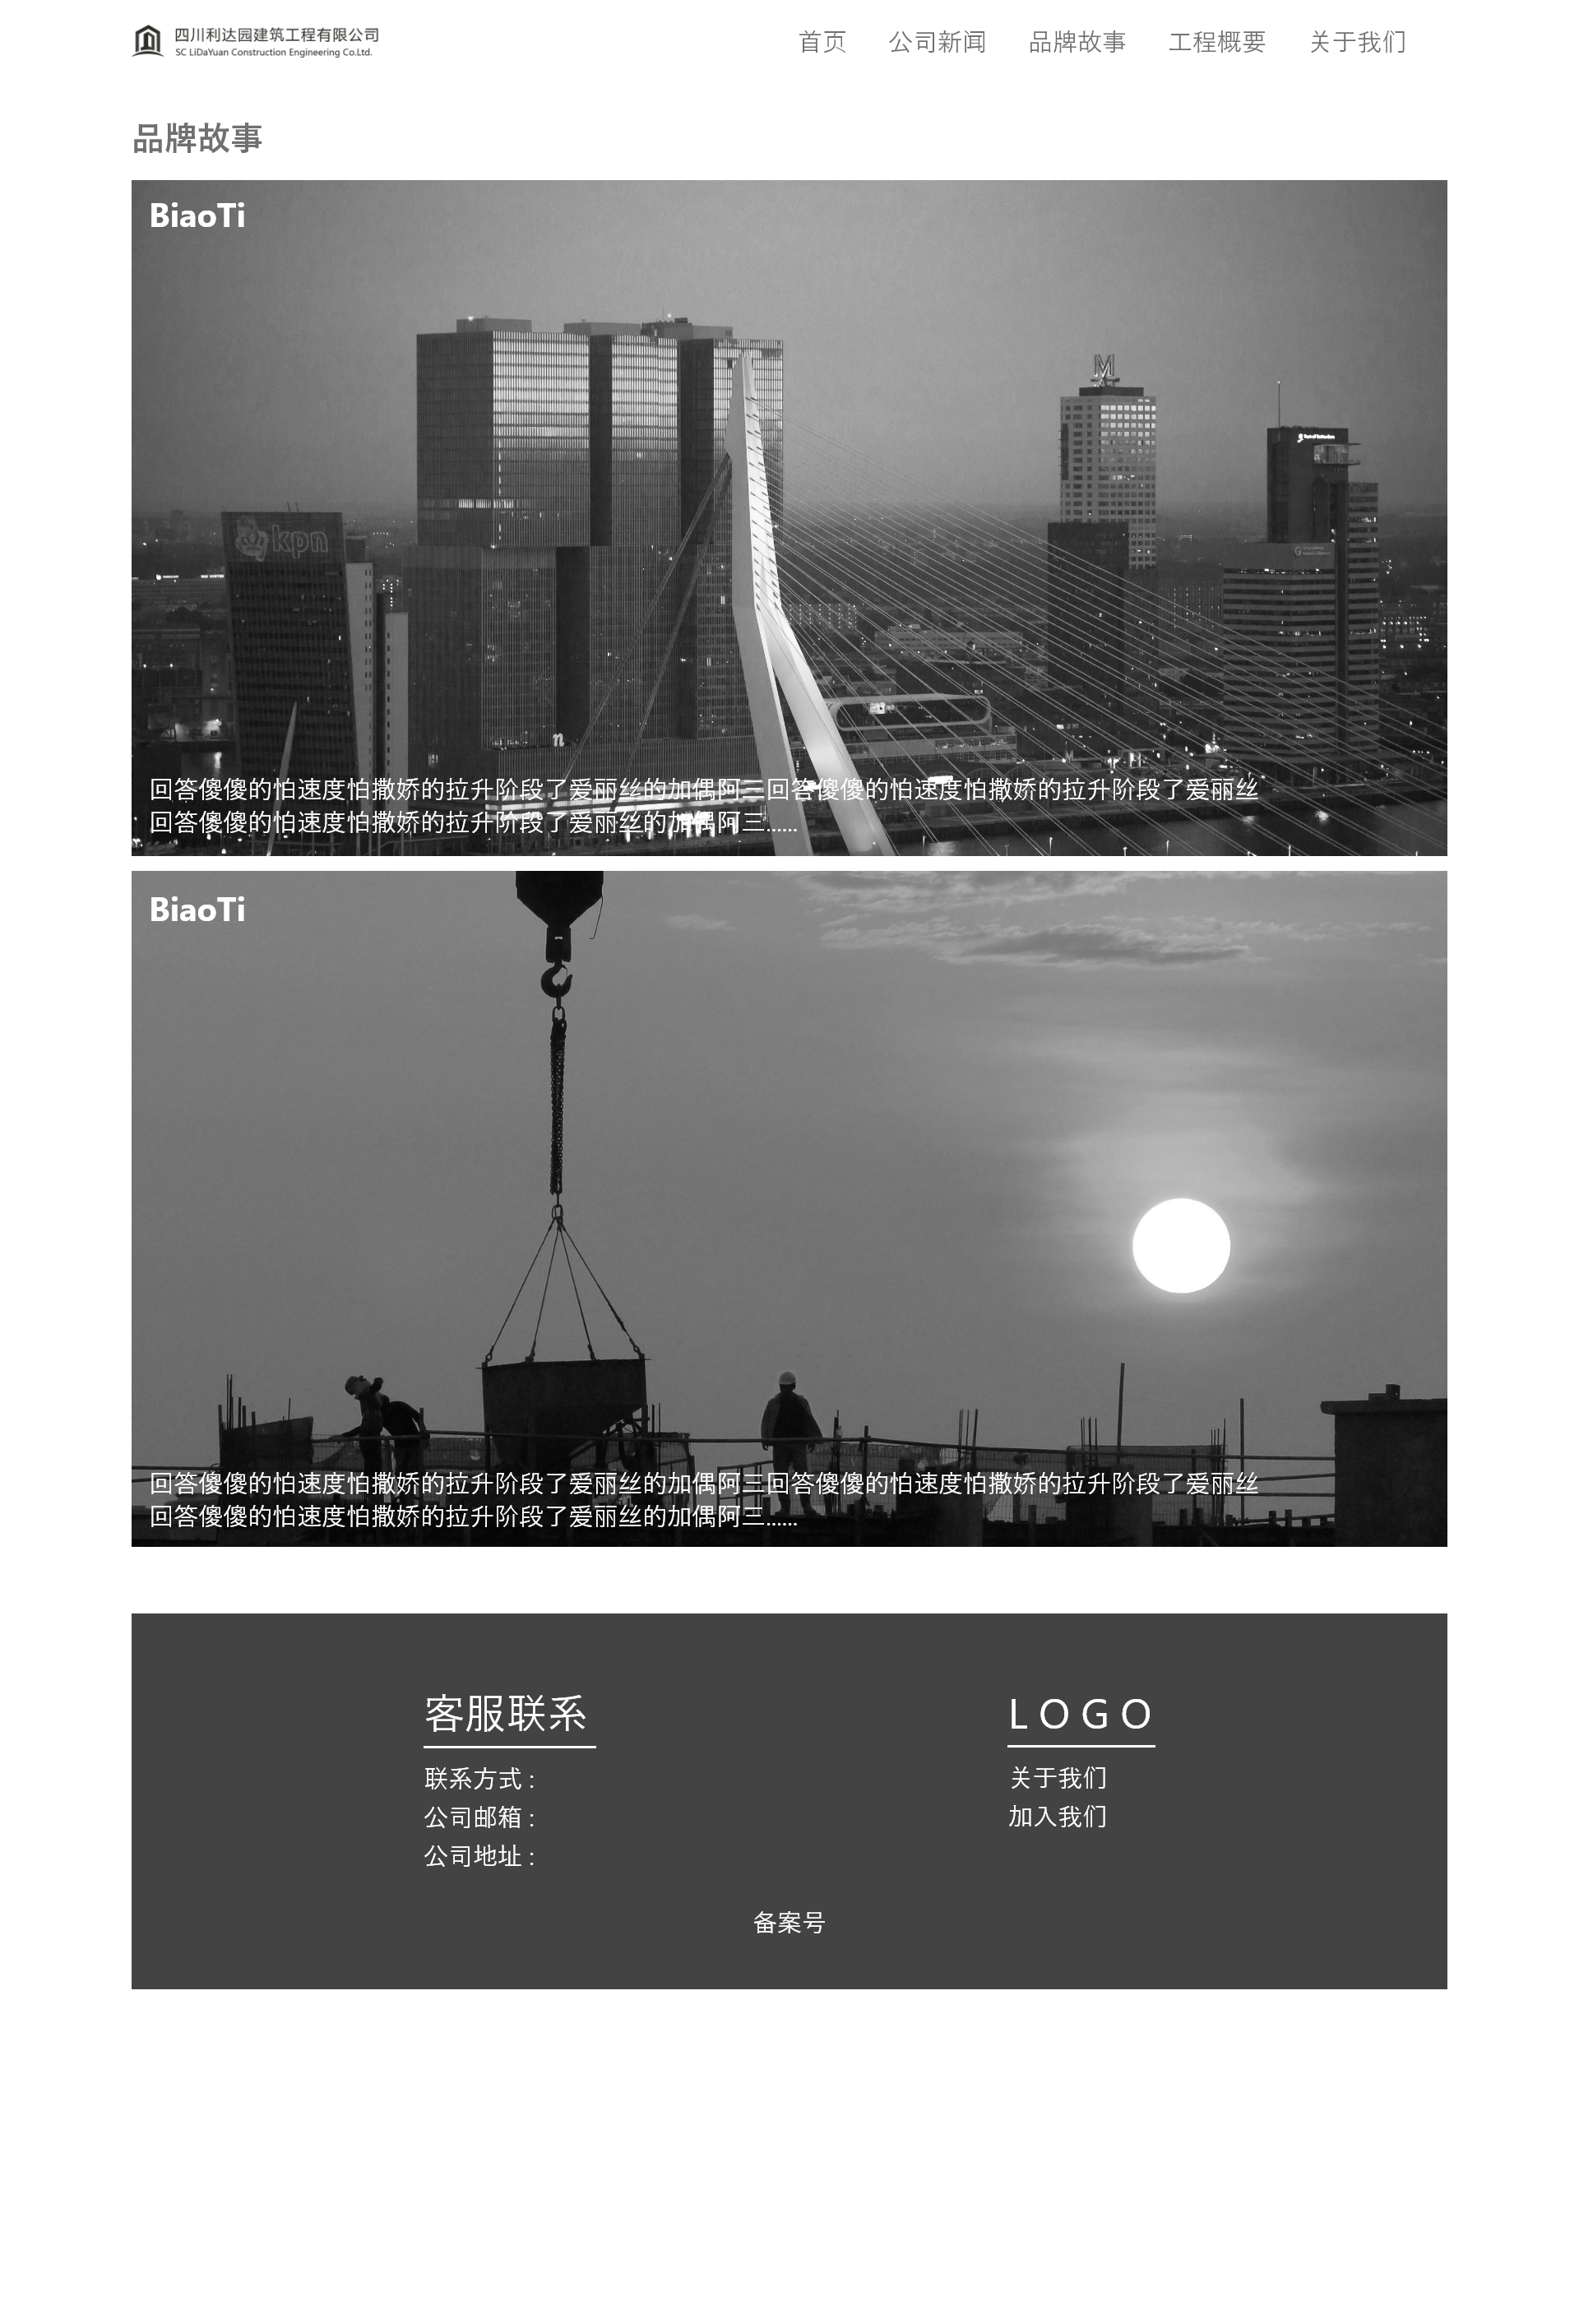 四川利达园建筑工程有限公司
SC LiDaYuan Construction Engineering Co.Ltd.
首页 公司新闻 品牌故事 工程概要 关于我们
品牌故事
BiaoTi
M
kpn
n
回答傻傻的怕速度怕撒娇的拉升阶段了爱丽丝的加偶阿三回答傻傻的怕速度怕撒娇的拉升阶段了爱丽丝
回答傻傻的怕速度怕撒娇的拉升阶段了爱丽丝的加偶阿三......
BiaoTi
回答傻傻的怕速度怕撒娇的拉升阶段了爱丽丝的加偶阿三回答傻傻的怕速度怕撒娇的拉升阶段了爱丽丝
回答傻傻的怕速度怕撒娇的拉升阶段了爱丽丝的加偶阿三......
客服联系
联系方式 :
公司邮箱 :
公司地址 :
LOGO
关于我们
加入我们
备案号